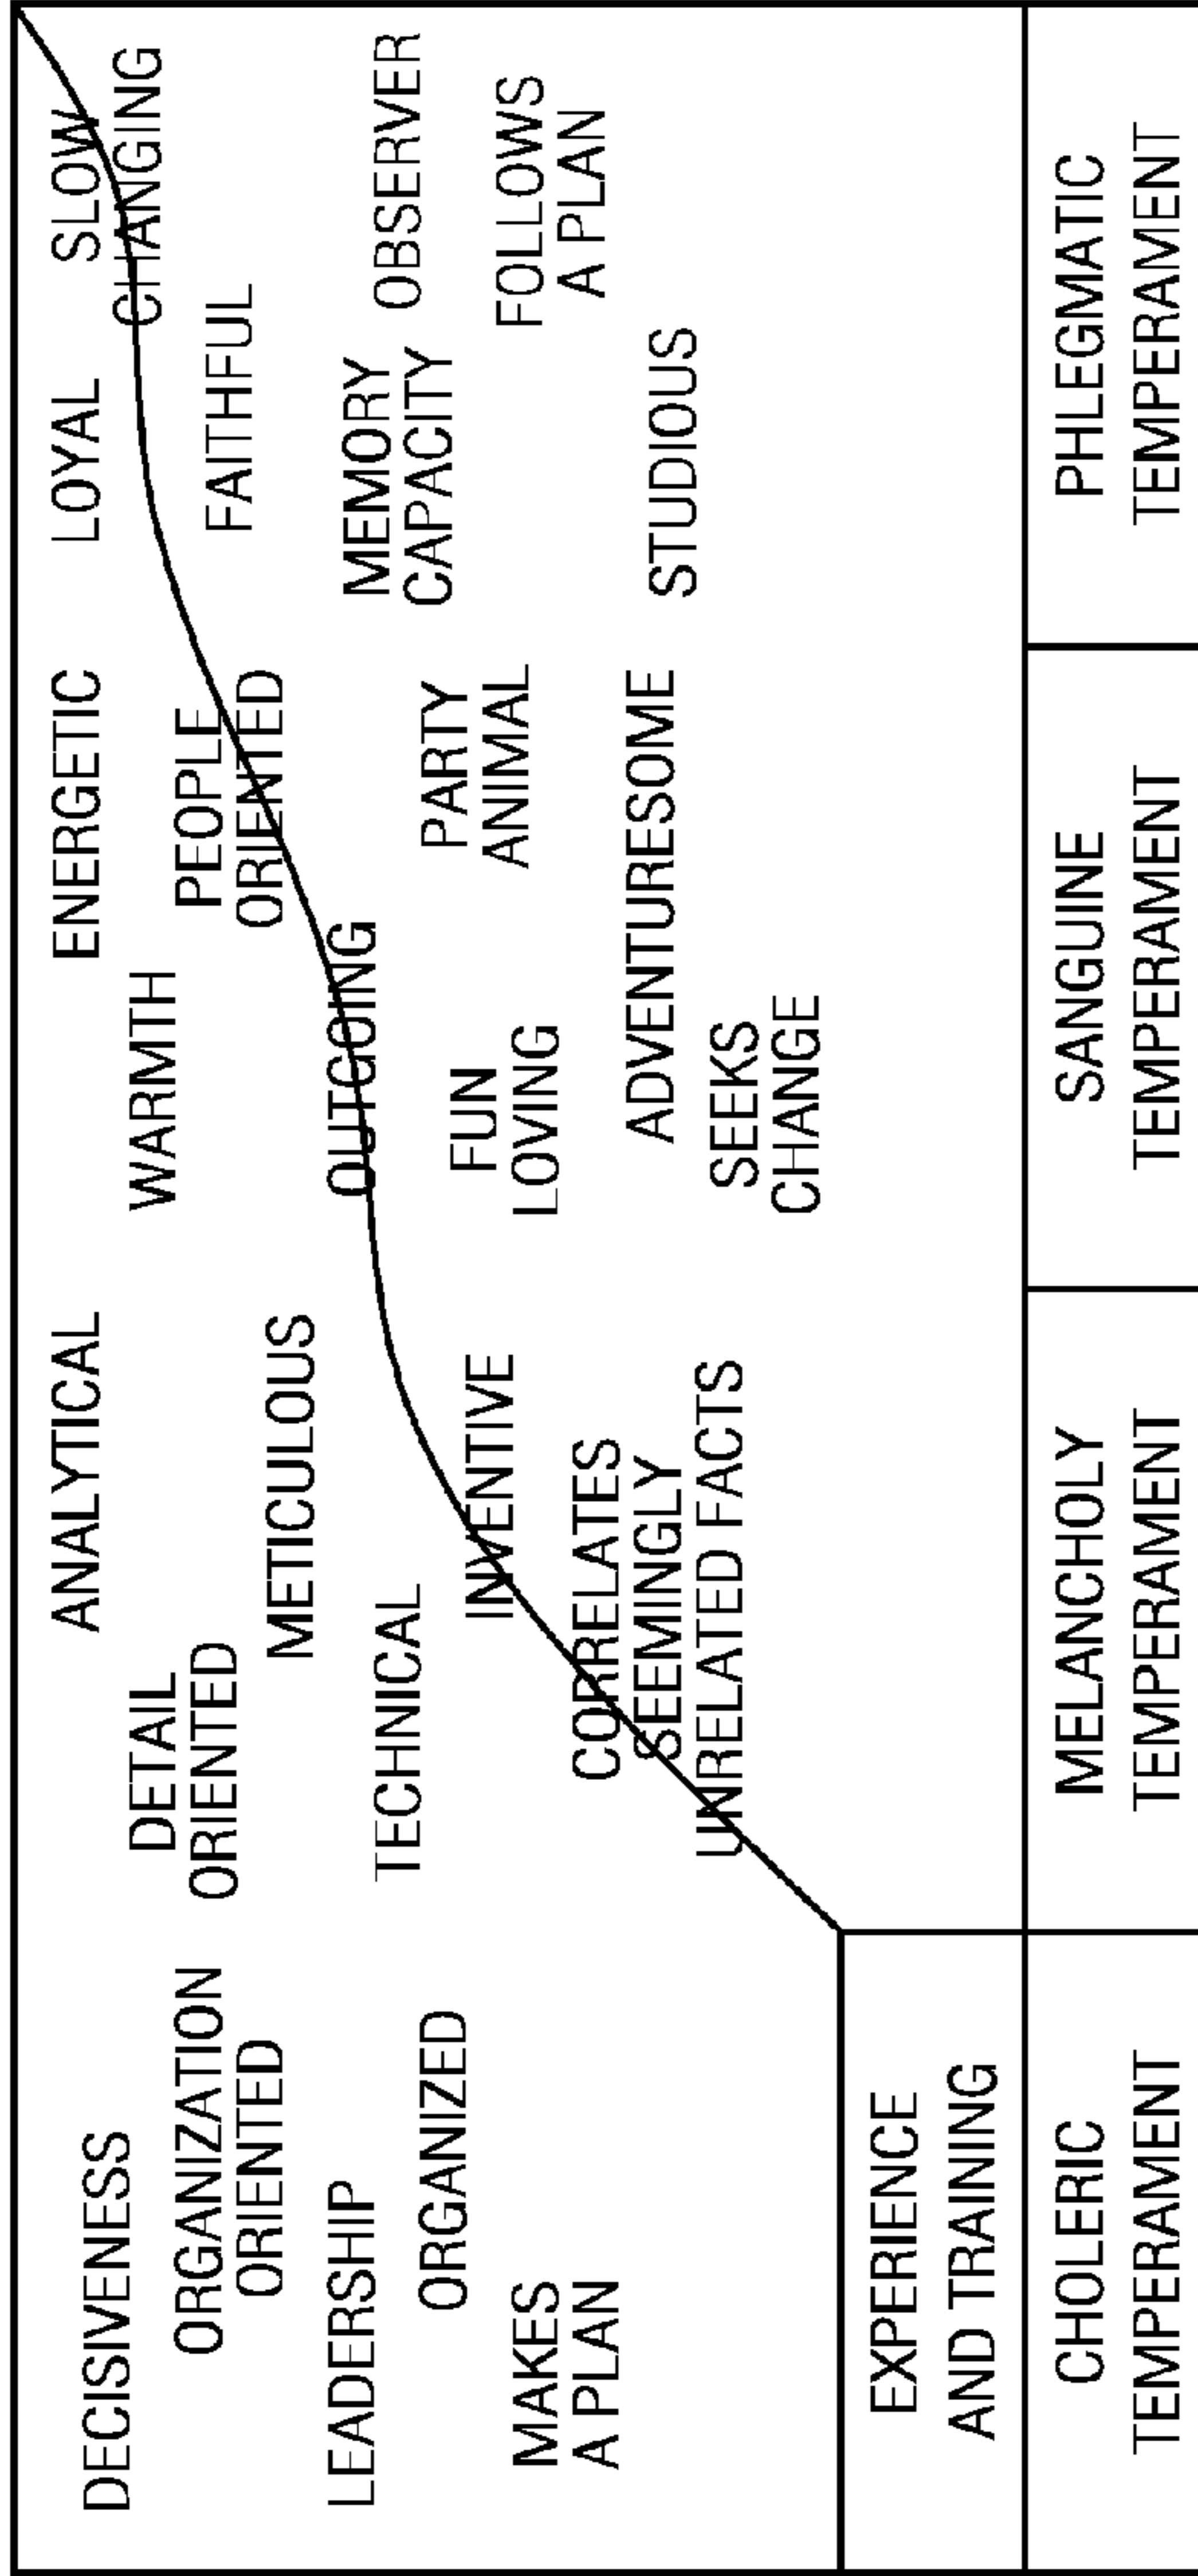 DECISIVENESS
ORGANIZATION
ORIENTED
LEADERSHIP
ORGANIZED
MAKES
A PLAN
ANALYTICAL
DETAIL
ORIENTED
METICULOUS
TECHNICAL
INVENTIVE
CORRELATES
SEEMINGLY
UNRELATED FACTS
ENERGETIC
WARMTH
PEOPLE
ORIENTED
OUTGOING
PARTY
ANIMAL
FUN
LOVING
ADVENTURESOME
SEEKS
CHANGE
LOYAL
SLOW
CHANGING
FAITHFUL
MEMORY
CAPACITY
OBSERVER
FOLLOWS
A PLAN
STUDIOUS
EXPERIENCE
AND TRAINING
CHOLERIC
TEMPERAMENT
MELANCHOLY
TEMPERAMENT
SANGUINE
TEMPERAMENT
PHLEGMATIC
TEMPERAMENT